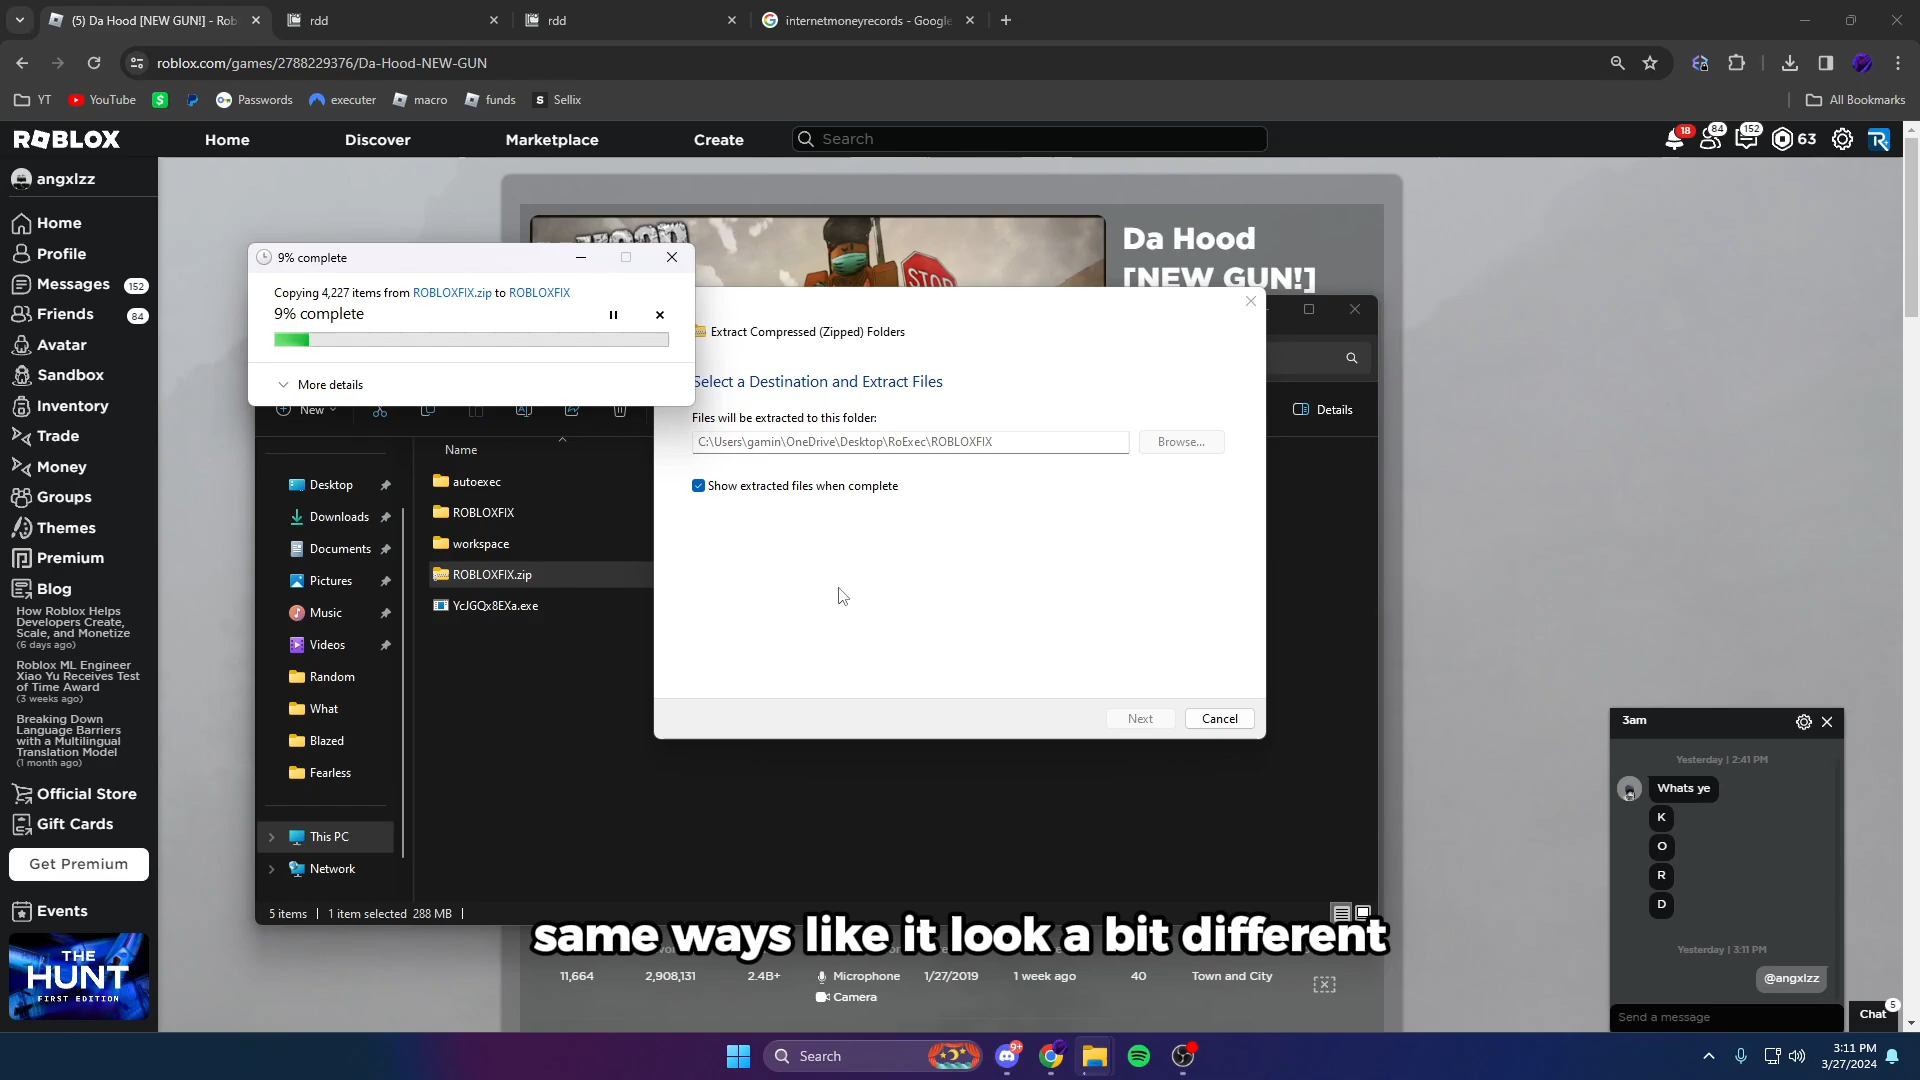 (5) Da Hood [NEW GUN!] - Rob
rdd
rdd
internetmoneyrecords - Google
roblox.com/games/2788229376/Da-Hood-NEW-GUN
YT
YouTube
Passwords
executer
macro
funds
Sellix
All Bookmarks
ROBLOX
Home
Discover
Marketplace
Create
Search
18
84
152
63
angxlzz
Home
Profile
Messages
152
Friends
84
Avatar
Sandbox
Inventory
Trade
Money
Groups
Themes
Premium
Blog
How Roblox Helps
Developers Create,
Scale, and Monetize
(6 days ago)
Roblox ML Engineer
Xiao Yu Receives Test
of Time Award
(3 weeks ago)
Breaking Down
Language Barriers
with a Multilingual
Translation Model
(1 month ago)
Official Store
Gift Cards
Get Premium
Events
THE
HUNT
FIRST EDITION
HOOD
STOP
Da Hood
[NEW GUN!]
9% complete
Copying 4,227 items from ROBLOXFIX.zip to ROBLOXFIX
9% complete
More details
Extract Compressed (Zipped) Folders
Select a Destination and Extract Files
Files will be extracted to this folder:
C:\Users\gamin\OneDrive\Desktop\RoExec\ROBLOXFIX
Browse...
Show extracted files when complete
Next
Cancel
New
Details
Name
Desktop
Downloads
Documents
Pictures
Music
Videos
Random
What
Blazed
Fearless
This PC
Network
autoexec
ROBLOXFIX
workspace
ROBLOXFIX.zip
YcJGQx8EXa.exe
5 items
1 item selected 288 MB
same ways like it look a bit different
11,664
2,908,131
2.4B+
Microphone
Camera
1/27/2019
1 week ago
40
Town and City
3am
Yesterday | 2:41 PM
Whats ye
K
O
R
D
Yesterday | 3:11 PM
@angxlzz
Send a message
Chat
5
Search
9+
3:11 PM
3/27/2024